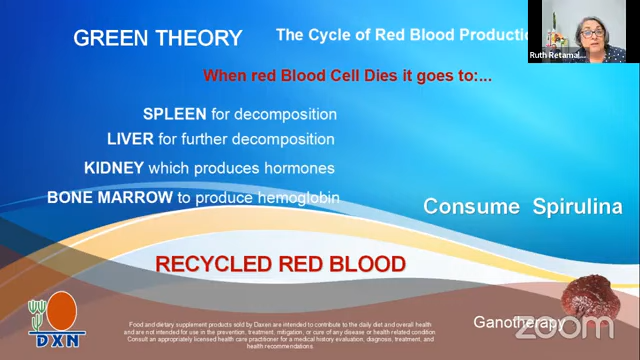 GREEN THEORY
The Cycle of Red Blood Productio
Ruth Retama...
When red Blood Cell Dies it goes to:...
SPLEEN for decomposition
LIVER for further decomposition
KIDNEY which produces hormones
BONE MARROW to produce hemoglobin
Consume Spirulina
RECYCLED RED BLOOD
DXN
Food and dietary supplement products sold by Daxen are intended to contribute to the daily diet and overall health
and are not intended for use in the prevention, treatment, mitigation, or cure of any disease or health related condition.
Consult an appropriately licensed health care practitioner for a medical history evaluation, diagnosis, treatment, and
health recommendations.
Ganotherapy
zoom